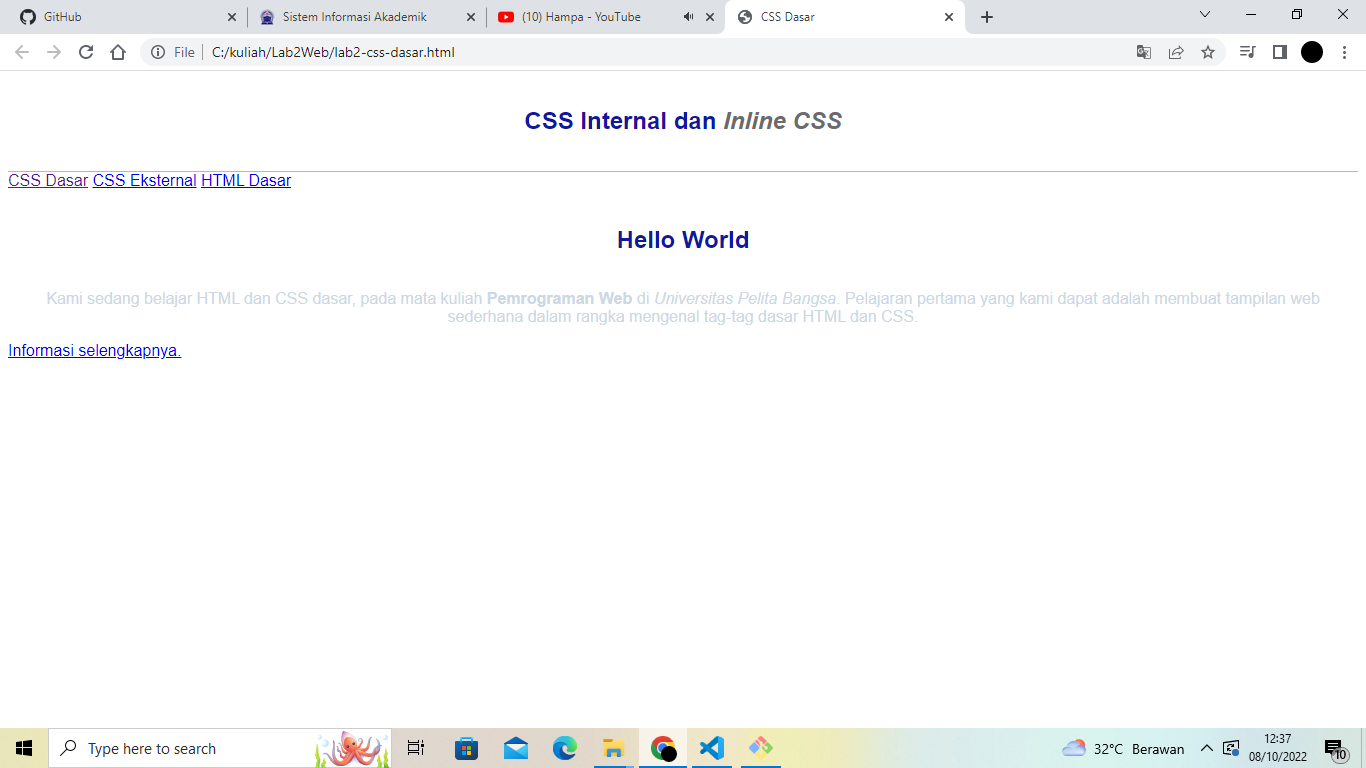 GitHub
Sistem Informasi Akademik
(10) Hampa - YouTube
CSS Dasar
File
C:/kuliah/Lab2Web/lab2-css-dasar.html
CSS Internal dan Inline CSS
CSS Dasar CSS Eksternal HTML Dasar
Hello World
Kami sedang belajar HTML dan CSS dasar, pada mata kuliah Pemrograman Web di Universitas Pelita Bangsa. Pelajaran pertama yang kami dapat adalah membuat tampilan web
sederhana dalam rangka mengenal tag-tag dasar HTML dan CSS.
Informasi selengkapnya.
Type here to search
32°C Berawan
12:37
08/10/2022
10